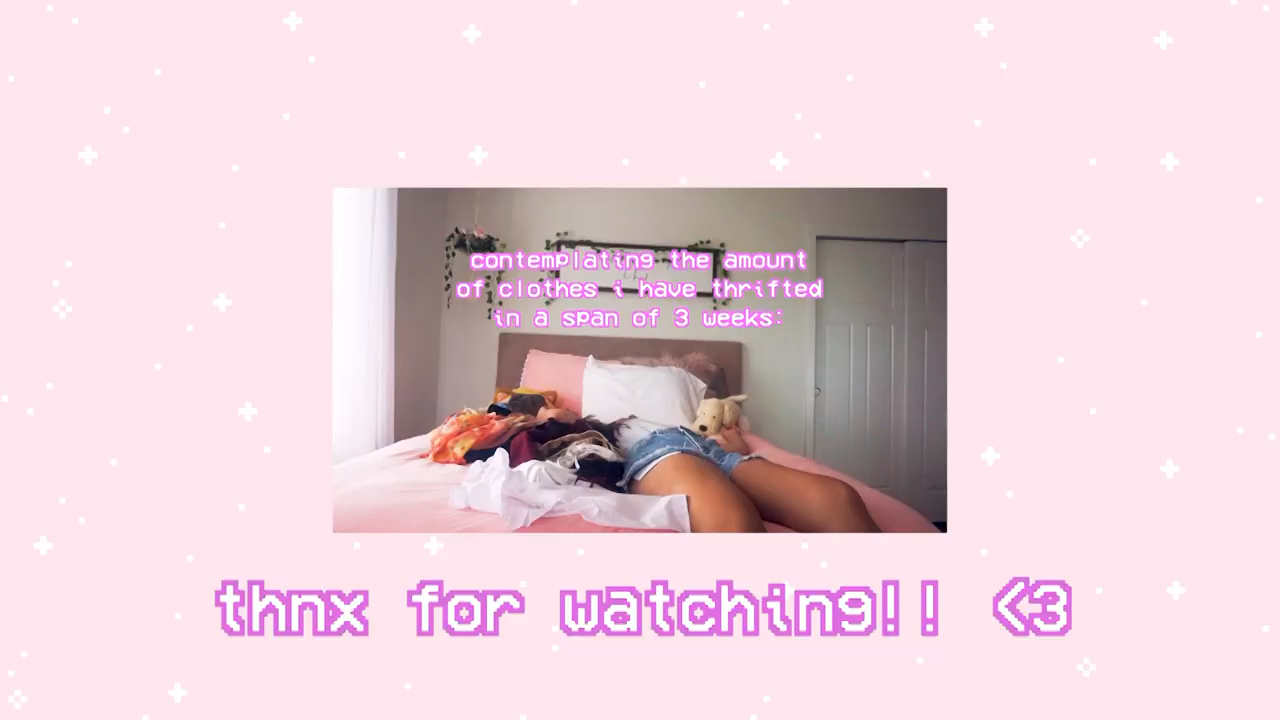 contemplating the amount
of clothes i have thrifted
in a span of 3 weeks:
thnx for watching!! <3